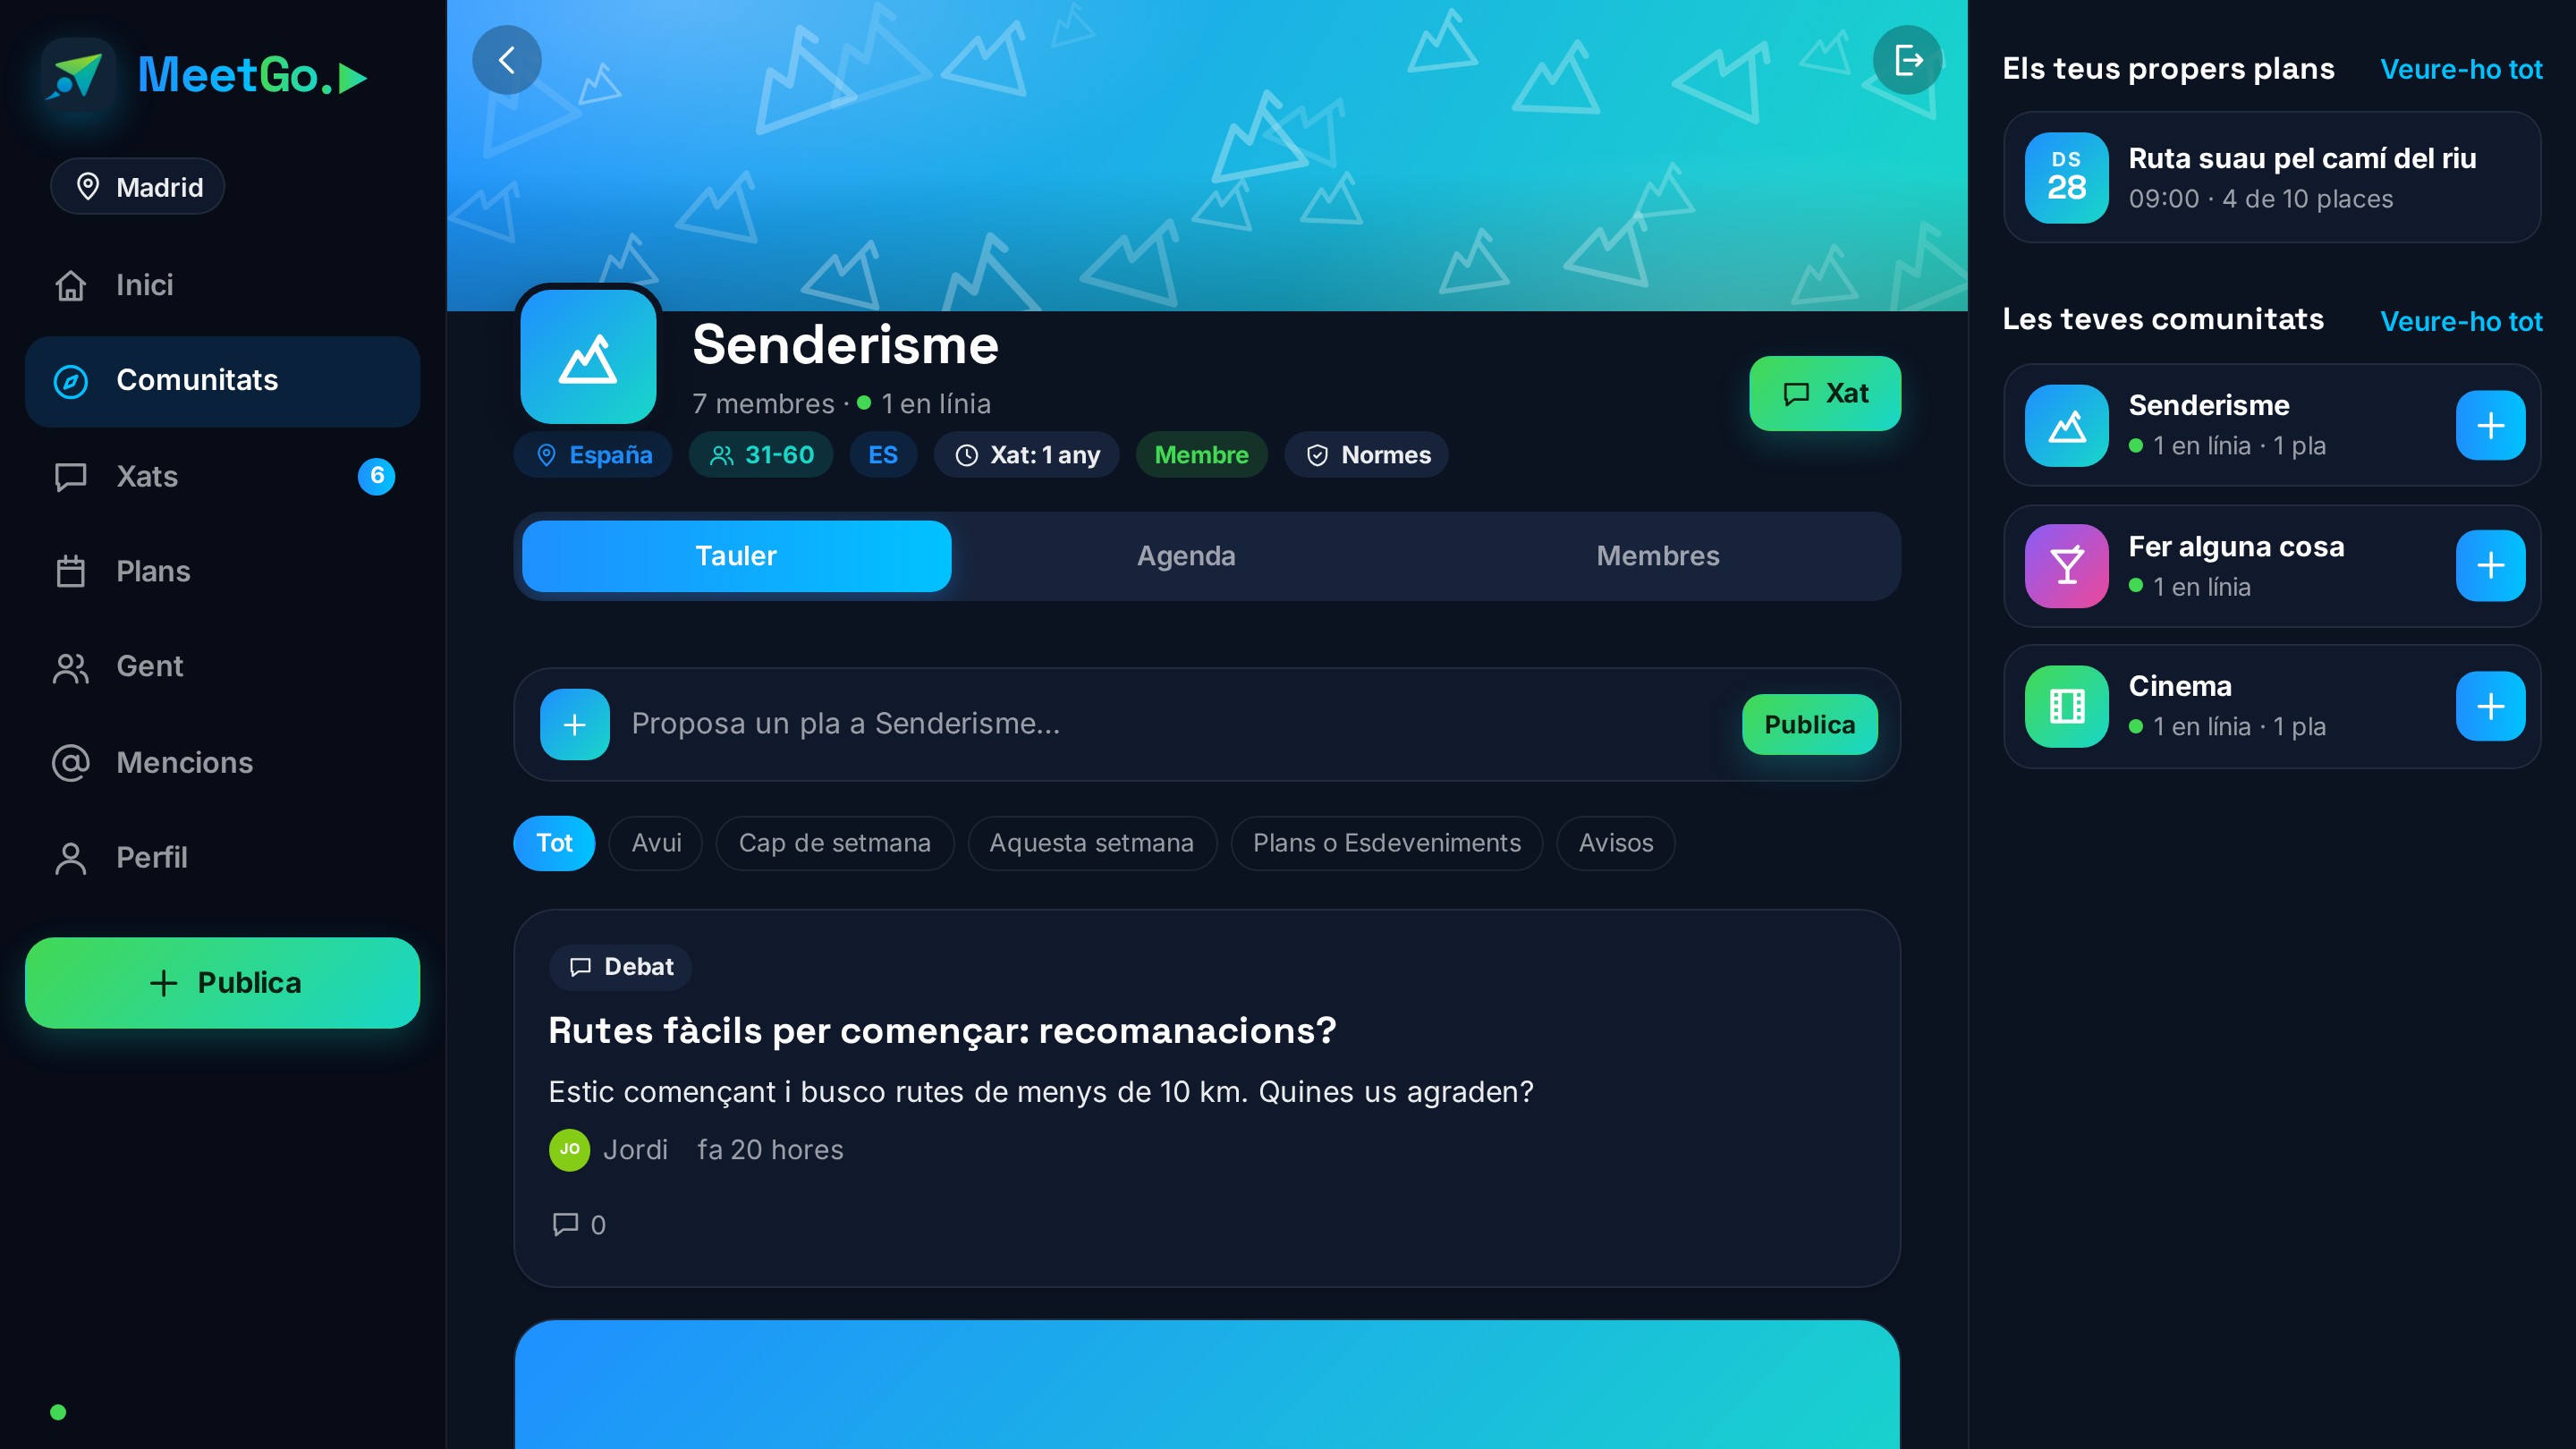 MeetGo.
Madrid
Inici
Comunitats
Xats
6
Plans
Gent
Mencions
Perfil
Publica
Senderisme
7 membres · 1 en línia
Xat
España
31-60
ES
Xat: 1 any
Membre
Normes
Tauler
Agenda
Membres
Proposa un pla a Senderisme...
Publica
Tot
Avui
Cap de setmana
Aquesta setmana
Plans o Esdeveniments
Avisos
Debat
Rutes fàcils per començar: recomanacions?
Estic començant i busco rutes de menys de 10 km. Quines us agraden?
JO Jordi fa 20 hores
0
Els teus propers plans
Veure-ho tot
DS
28
Ruta suau pel camí del riu
09:00 · 4 de 10 places
Les teves comunitats
Veure-ho tot
Senderisme
1 en línia · 1 pla
Fer alguna cosa
1 en línia
Cinema
1 en línia · 1 pla